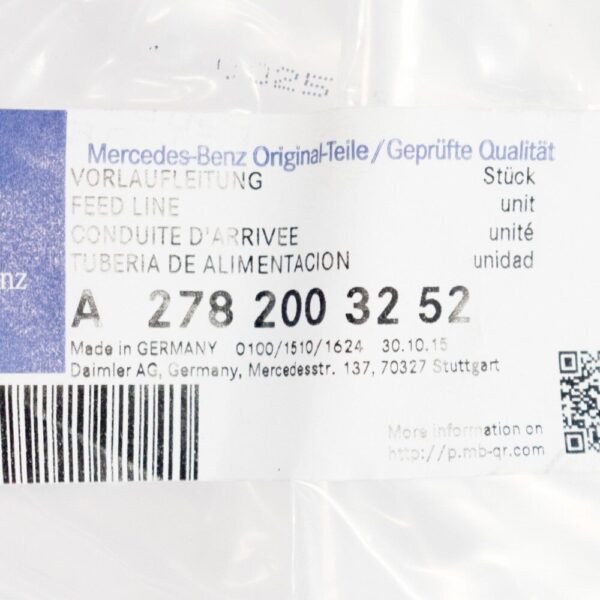 Mercedes-Benz Original-Teile/Geprüfte Qualität
VORLAUFLEITUNG Stück
FEED LINE unit
CONDUITE D'ARRIVEE unité
TUBERIA DE ALIMENTACION unidad
nz
A 278 200 32 52
Made in GERMANY 0100/1510/1624 30.10.15
Daimler AG, Germany, Mercedesstr. 137, 70327 Stuttgart
More information on
http://p.mb-qr.com